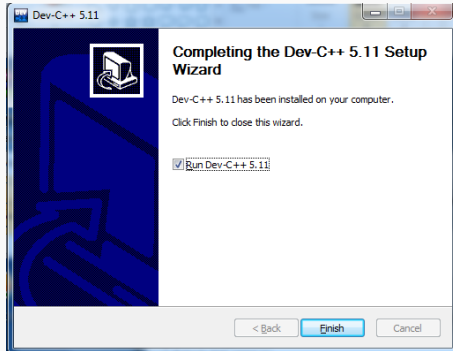 Dev-C++ 5.11
Completing the Dev-C++ 5.11 Setup
Wizard
Dev-C++ 5.11 has been installed on your computer.
Click Finish to close this wizard.
Run Dev-C++ 5.11
< Back
Finish
Cancel